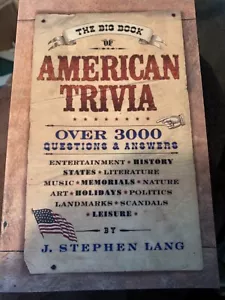 THE BIG BOOK
OF
AMERICAN
TRIVIA
OVER 3000
QUESTIONS & ANSWERS
ENTERTAINMENT ★ HISTORY
STATES ★ LITERATURE
MUSIC ★ MEMORIALS ★ NATURE
ART ★ HOLIDAYS ★ POLITICS
LANDMARKS ★ SCANDALS
★ LEISURE ★
BY
J. STEPHEN LANG